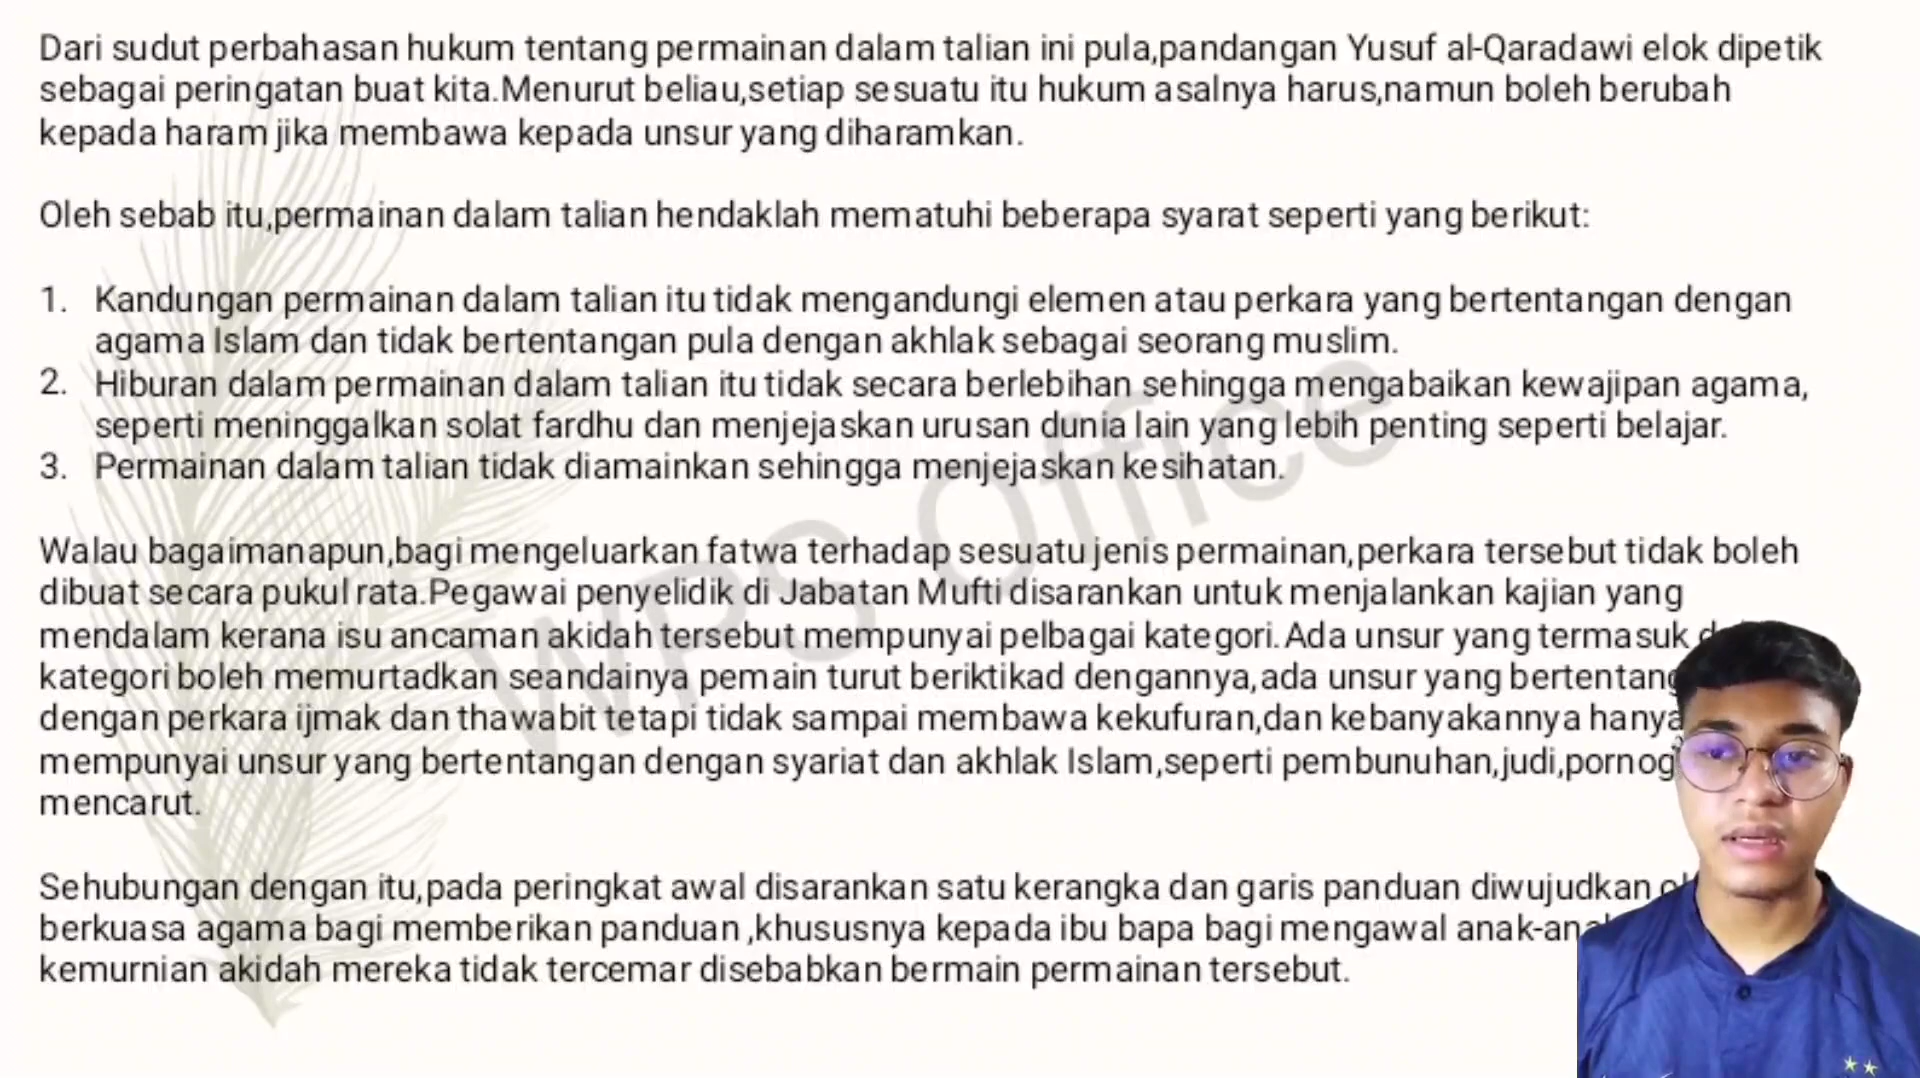 Dari sudut perbahasan hukum tentang permainan dalam talian ini pula,pandangan Yusuf al-Qaradawi elok dipetik
sebagai peringatan buat kita.Menurut beliau,setiap sesuatu itu hukum asalnya harus,namun boleh berubah
kepada haram jika membawa kepada unsur yang diharamkan.
Oleh sebab itu,permainan dalam talian hendaklah mematuhi beberapa syarat seperti yang berikut:
1. Kandungan permainan dalam talian itu tidak mengandungi elemen atau perkara yang bertentangan dengan
agama Islam dan tidak bertentangan pula dengan akhlak sebagai seorang muslim.
2. Hiburan dalam permainan dalam talian itu tidak secara berlebihan sehingga mengabaikan kewajipan agama,
seperti meninggalkan solat fardhu dan menjejaskan urusan dunia lain yang lebih penting seperti belajar.
3. Permainan dalam talian tidak diamainkan sehingga menjejaskan kesihatan.
Walau bagaimanapun,bagi mengeluarkan fatwa terhadap sesuatu jenis permainan,perkara tersebut tidak boleh
dibuat secara pukul rata.Pegawai penyelidik di Jabatan Mufti disarankan untuk menjalankan kajian yang
mendalam kerana isu ancaman akidah tersebut mempunyai pelbagai kategori.Ada unsur yang termasuk
kategori boleh memurtadkan seandainya pemain turut beriktikad dengannya,ada unsur yang
dengan perkara ijmak dan thawabit tetapi tidak sampai membawa kekufuran,dan kebanyakannya hanya
mempunyai unsur yang bertentangan dengan syariat dan akhlak Islam,seperti pembunuhan,judi,
mencarut.
Sehubungan dengan itu,pada peringkat awal disarankan satu kerangka dan garis panduan diwujudkan
berkuasa agama bagi memberikan panduan ,khususnya kepada ibu bapa bagi mengawal
kemurnian akidah mereka tidak tercemar disebabkan bermain permainan tersebut.
WPS Office